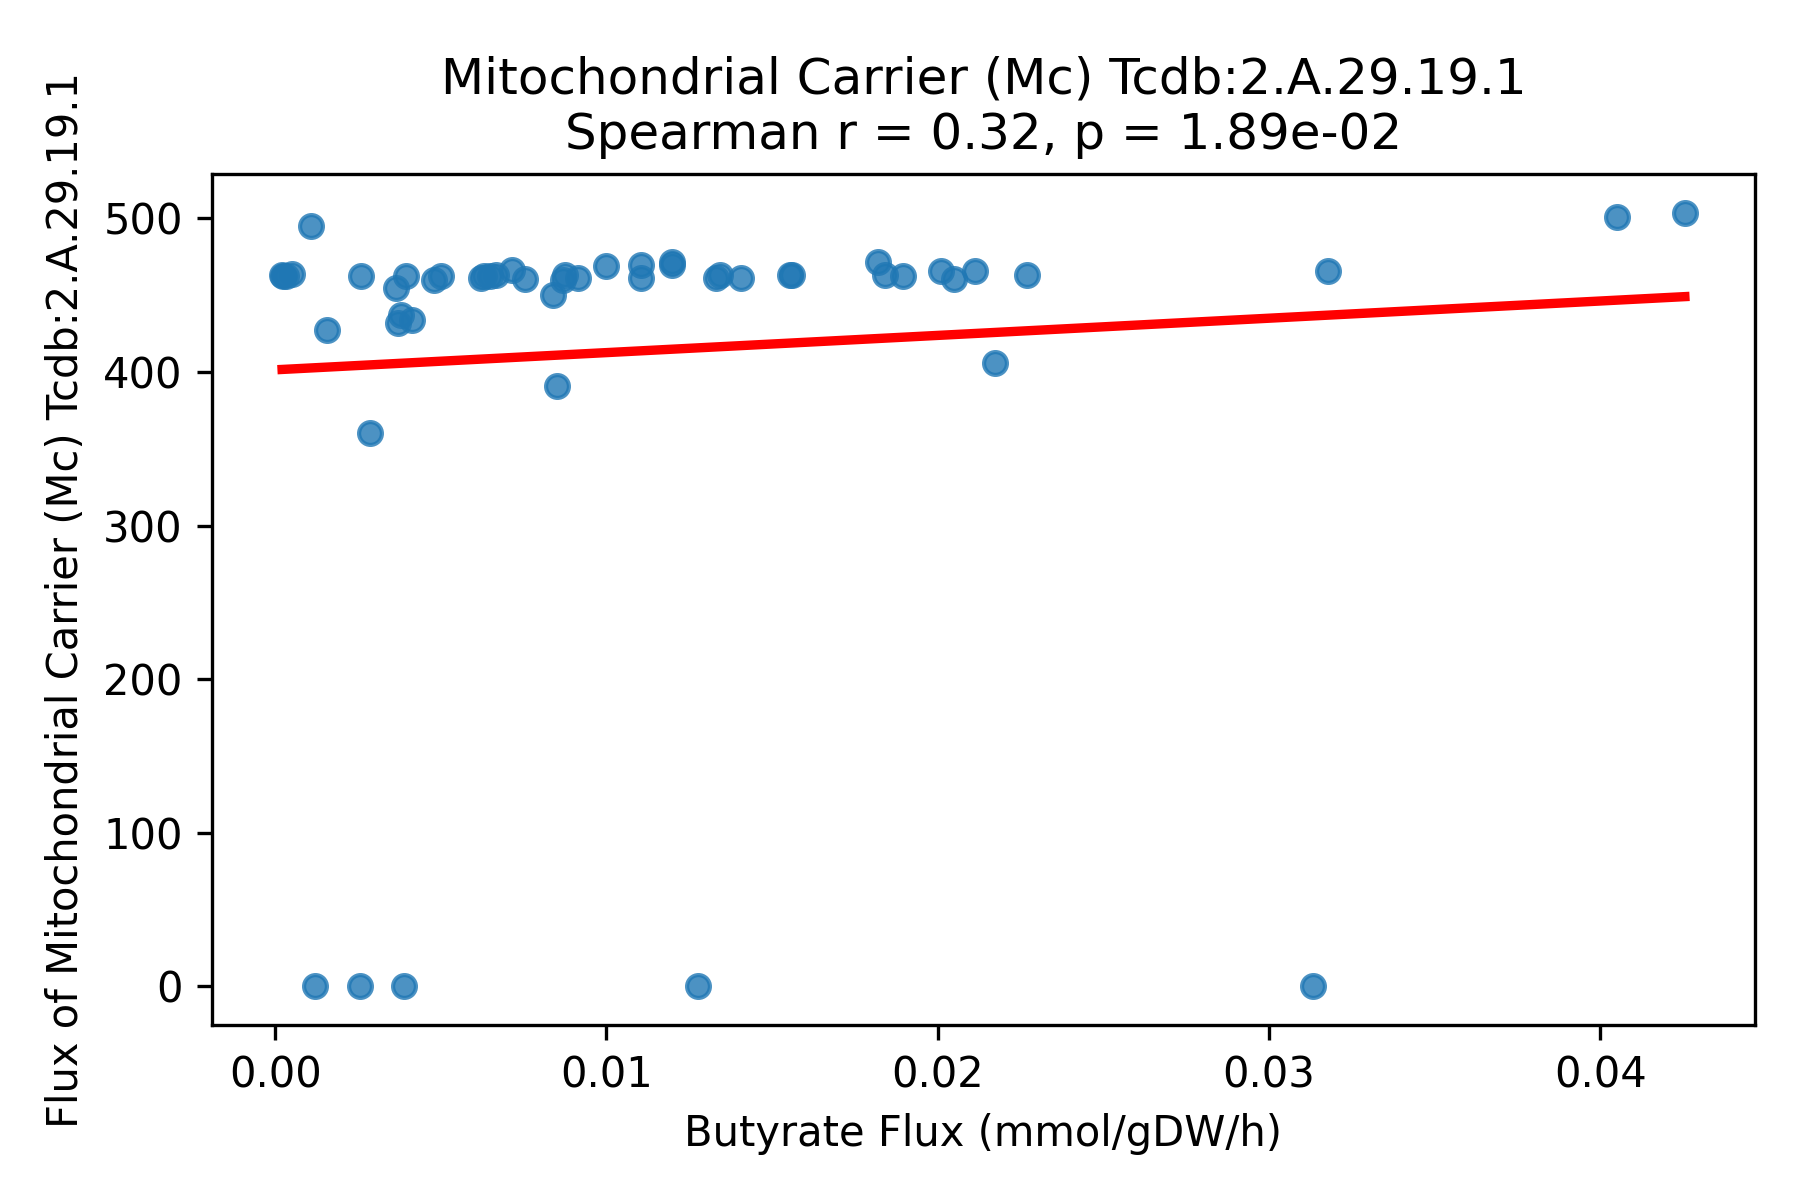 Mitochondrial Carrier (Mc) Tcdb:2.A.29.19.1
Spearman r = 0.32, p = 1.89e-02
Flux of Mitochondrial Carrier (Mc) Tcdb:2.A.29.19.1
500
400
300
200
100
0
0.00 0.01 0.02 0.03 0.04
Butyrate Flux (mmol/gDW/h)